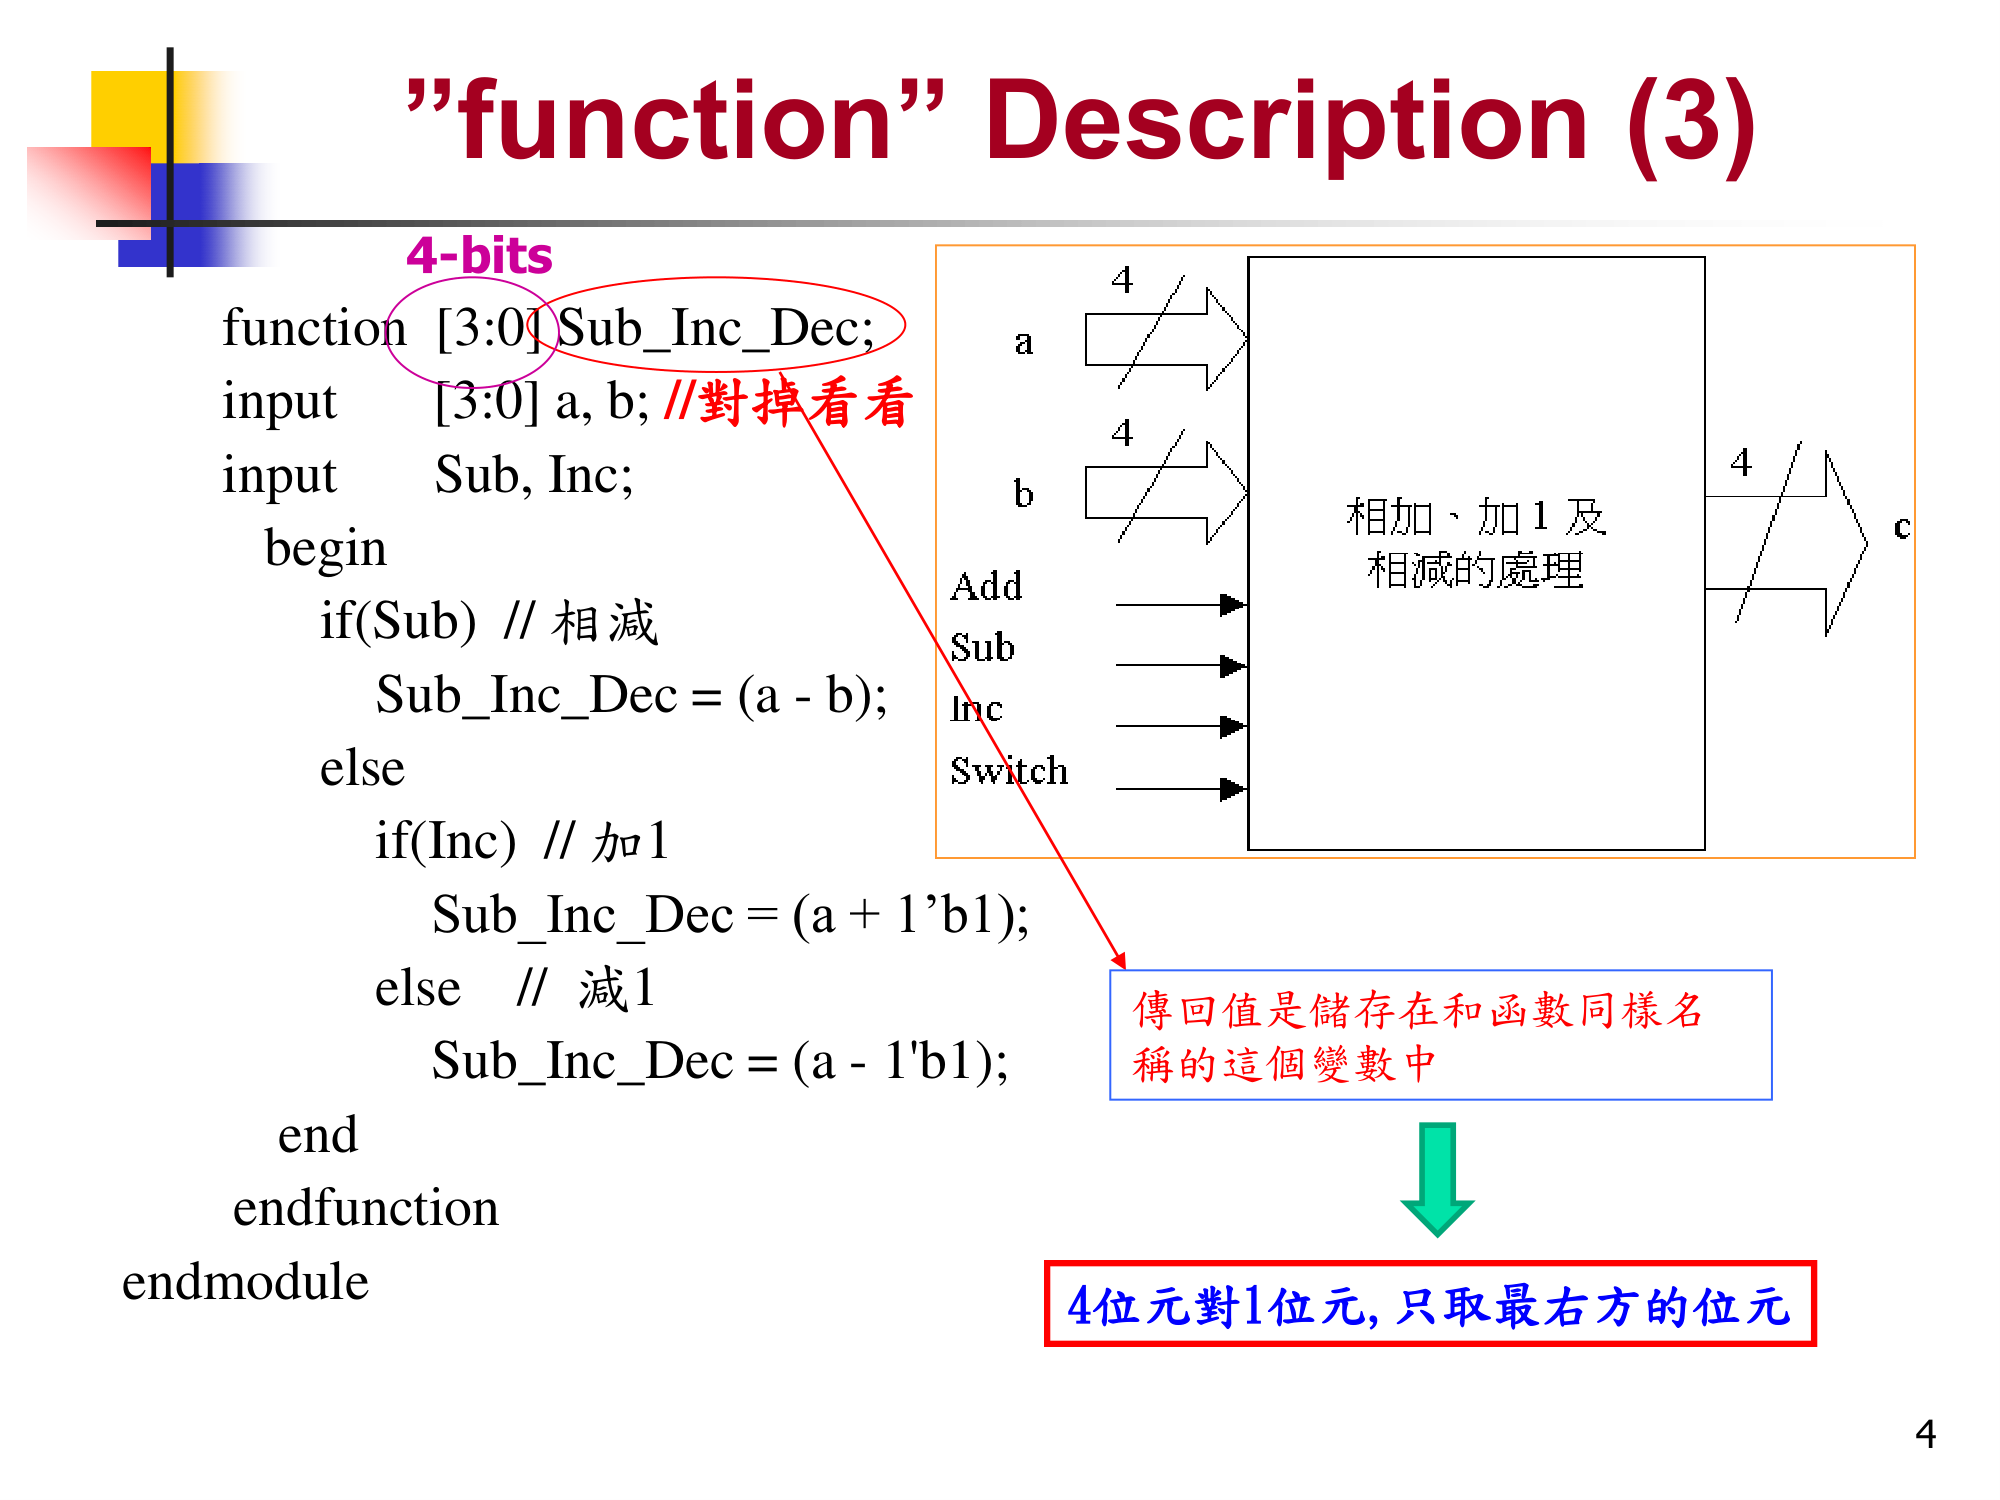 ”function” Description (3)
4-bits
function [3:0] Sub_Inc_Dec;
input [3:0] a, b; //對掉看看
input Sub, Inc;
begin
if(Sub) // 相減
Sub_Inc_Dec = (a - b);
else
if(Inc) // 加1
Sub_Inc_Dec = (a + 1’b1);
else // 減1
Sub_Inc_Dec = (a - 1'b1);
end
endfunction
endmodule
4
a
4
b
Add
Sub
Inc
Switch
相加、加1及
相減的處理
4
c
傳回值是儲存在和函數同樣名
稱的這個變數中
4位元對1位元,只取最右方的位元
4